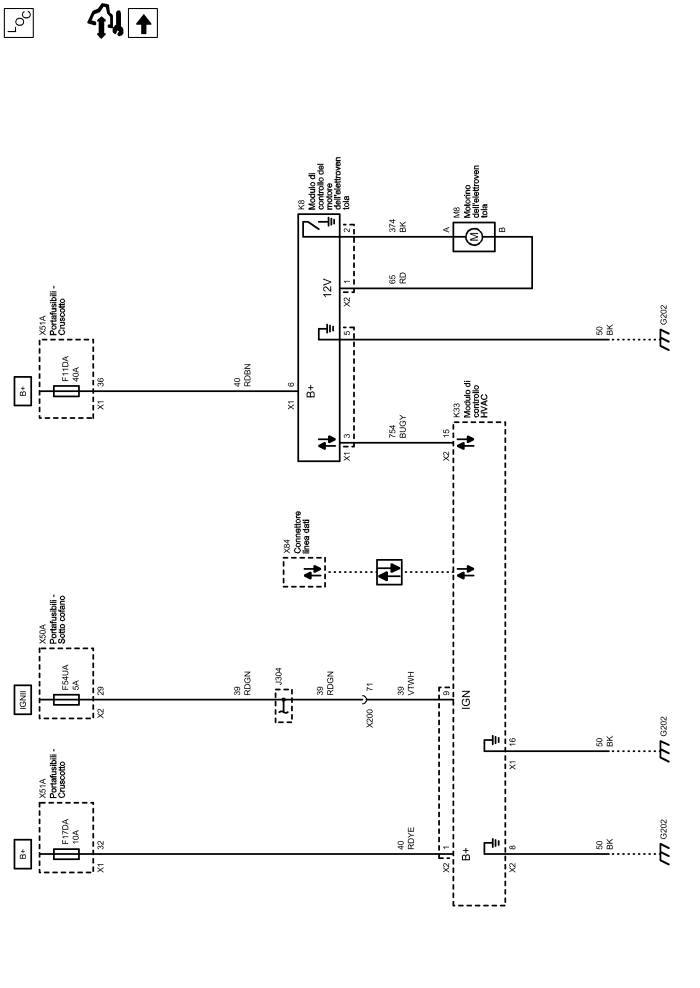 LOC
B+
X51A
Portafusibili -
Cruscotto
F17DA
10A
X1
32
40
RDYE
X2
1
B+
X2
8
50
BK
G202
IGNII
X50A
Portafusibili -
Sotto cofano
F54UA
5A
X2
29
39
RDGN
J304
39
RDGN
X200
71
39
VTWH
9
IGN
X1
16
50
BK
G202
X84
Connettore
linea dati
B+
X51A
Portafusibili -
Cruscotto
F11DA
40A
X1
36
40
RDBN
X1
6
B+
12V
K8
Modulo di
controllo del
motore
dell'elettroven
tola
X1
3
754
BUGY
X2
15
K33
Modulo di
controllo
HVAC
5
50
BK
G202
X2
1
65
RD
2
374
BK
A
M8
Motorino
dell'elettroven
tola
M
B